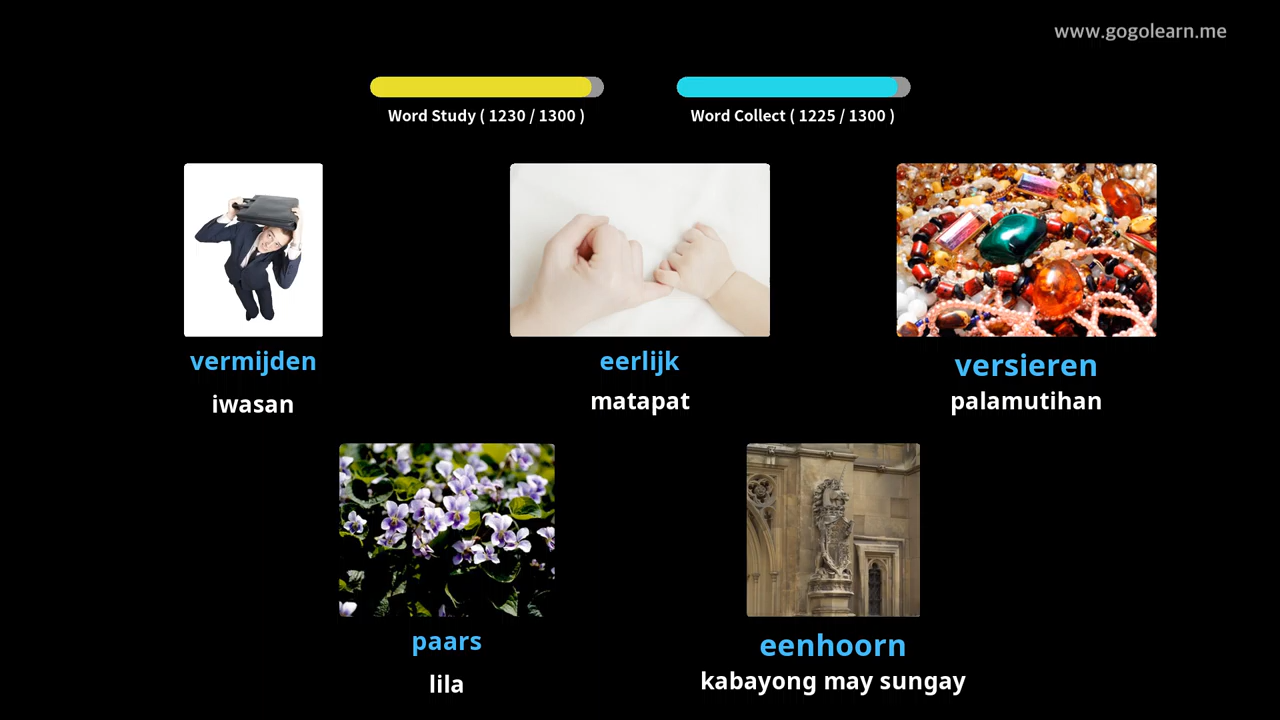 www.gogolearn.me
Word Study ( 1230 / 1300 )
Word Collect ( 1225 / 1300 )
vermijden
eerlijk
versieren
iwasan
matapat
palamutihan
paars
eenhoorn
lila
kabayong may sungay